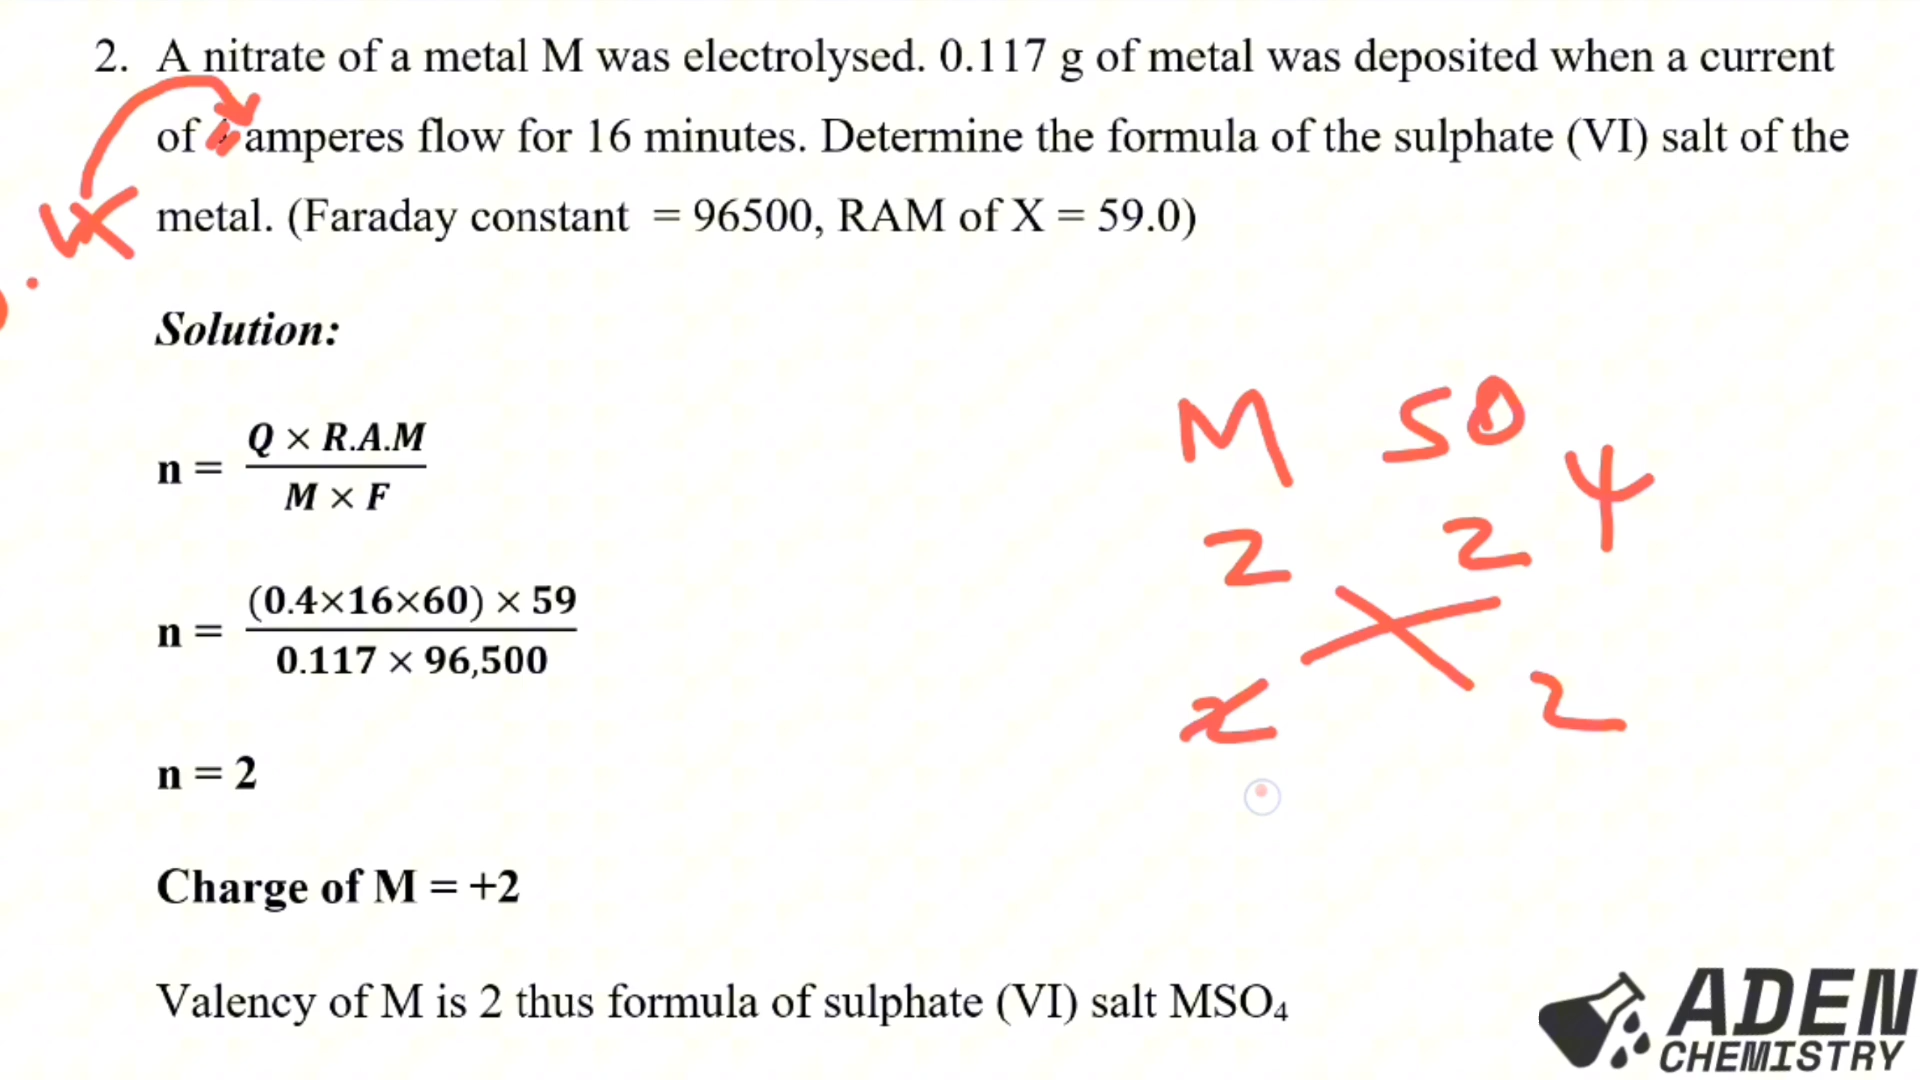 2. A nitrate of a metal M was electrolysed. 0.117 g of metal was deposited when a current
of amperes flow for 16 minutes. Determine the formula of the sulphate (VI) salt of the
metal. (Faraday constant = 96500, RAM of X = 59.0)
Solution:
n = Q × R.A.M / M × F
n = (0.4×16×60) × 59 / 0.117 × 96,500
n = 2
Charge of M = +2
Valency of M is 2 thus formula of sulphate (VI) salt MSO₄
M SO 4
2 2
2
ADEN
CHEMISTRY